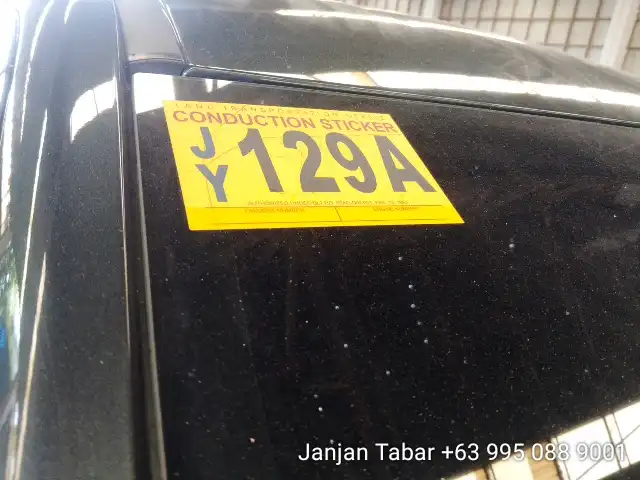 LAND TRANSPORTATION OFFICE
CONDUCTION STICKER
JY 129A
Janjan Tabar +63 995 088 9001